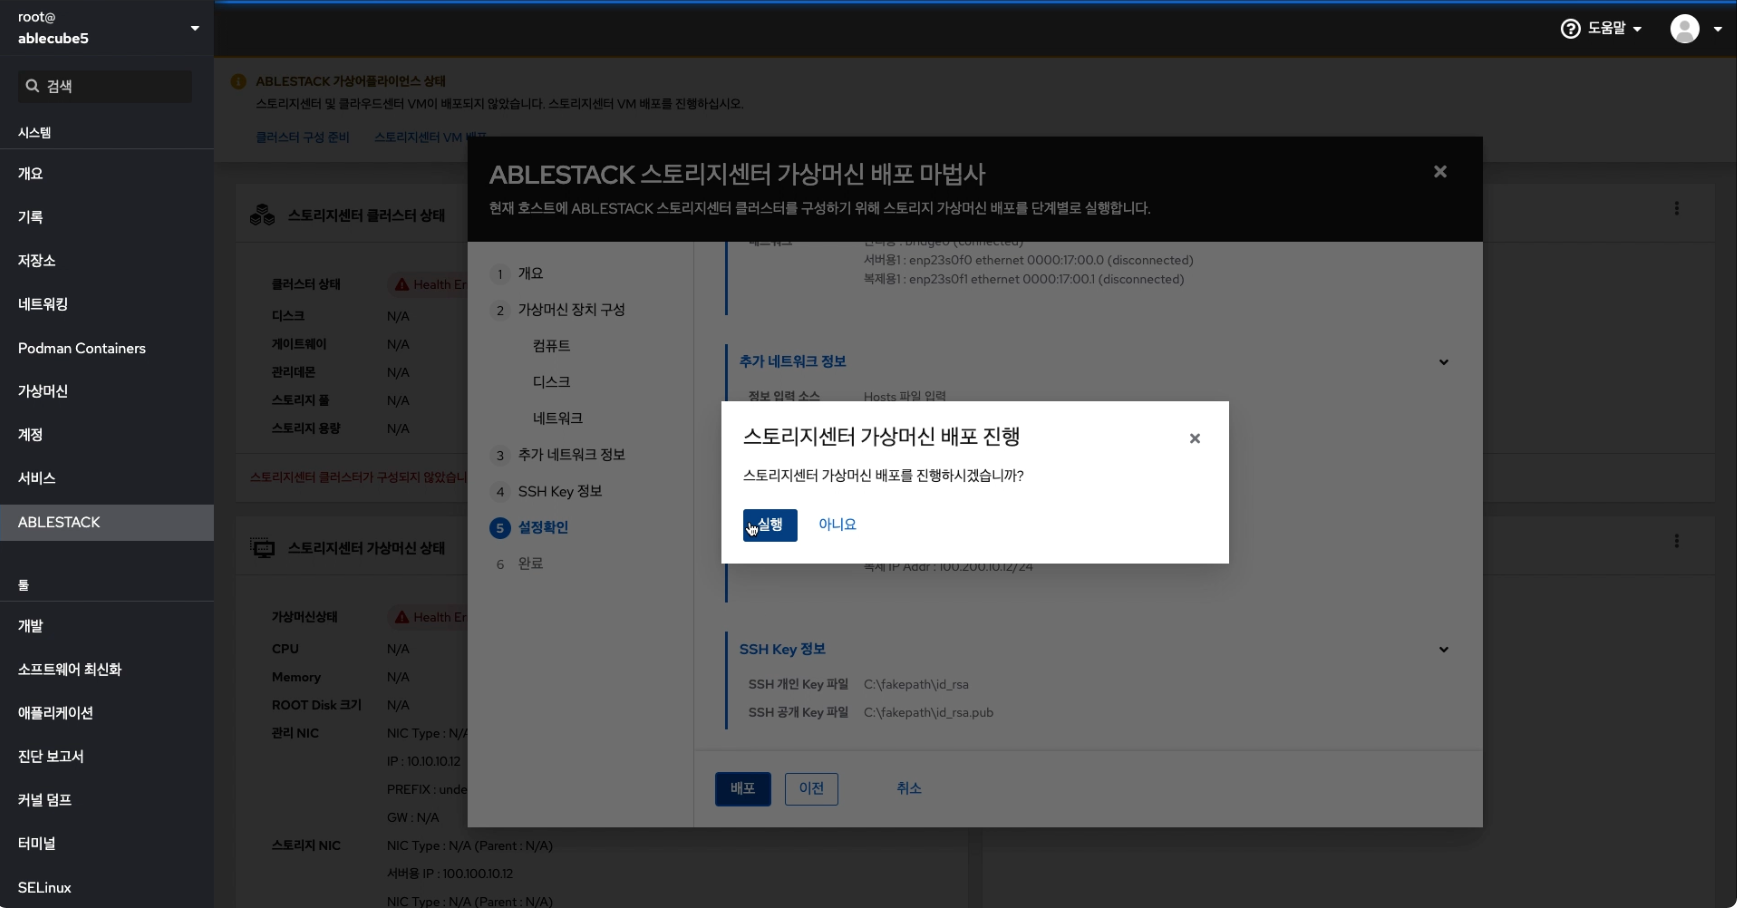 root@
ablecube5
도움말
검색
시스템
개요
기록
저장소
네트워킹
Podman Containers
가상머신
계정
서비스
ABLESTACK
툴
개발
소프트웨어 최신화
애플리케이션
진단 보고서
커널 덤프
터미널
SELinux
ABLESTACK 가상어플라이언스 상태
스토리지센터 및 클라우드센터 VM이 배포되지 않았습니다. 스토리지센터 VM 배포를 진행하십시오.
클러스터 구성 준비
스토리지센터 VM 배포
스토리지센터 클러스터 상태
클러스터 상태 Health Er
디스크 N/A
게이트웨이 N/A
관리데몬 N/A
스토리지 풀 N/A
스토리지 용량 N/A
스토리지센터 클러스터가 구성되지 않았습니
스토리지센터 가상머신 상태
가상머신상태 Health Er
CPU N/A
Memory N/A
ROOT Disk 크기 N/A
관리 NIC NIC Type : N/A
IP : 10.10.10.12
PREFIX : unde
GW : N/A
스토리지 NIC NIC Type : N/A (Parent : N/A)
서버용 IP : 100.100.10.12
NIC Type : N/A (Parent : N/A)
ABLESTACK 스토리지센터 가상머신 배포 마법사
현재 호스트에 ABLESTACK 스토리지센터 클러스터를 구성하기 위해 스토리지 가상머신 배포를 단계별로 실행합니다.
1 개요
2 가상머신 장치 구성
컴퓨트
디스크
네트워크
3 추가 네트워크 정보
4 SSH Key 정보
5 설정확인
6 완료
네트워크 관리용 : bridge0 (connected)
서버용1 : enp23s0f0 ethernet 0000:17:00.0 (disconnected)
복제용1 : enp23s0f1 ethernet 0000:17:00.1 (disconnected)
추가 네트워크 정보
정보 입력 소스 Hosts 파일 입력
스토리지센터 가상머신 배포 진행
스토리지센터 가상머신 배포를 진행하시겠습니까?
실행 아니요
복제 IP Addr : 100.200.10.12/24
SSH Key 정보
SSH 개인 Key 파일 C:\fakepath\id_rsa
SSH 공개 Key 파일 C:\fakepath\id_rsa.pub
배포 이전 취소